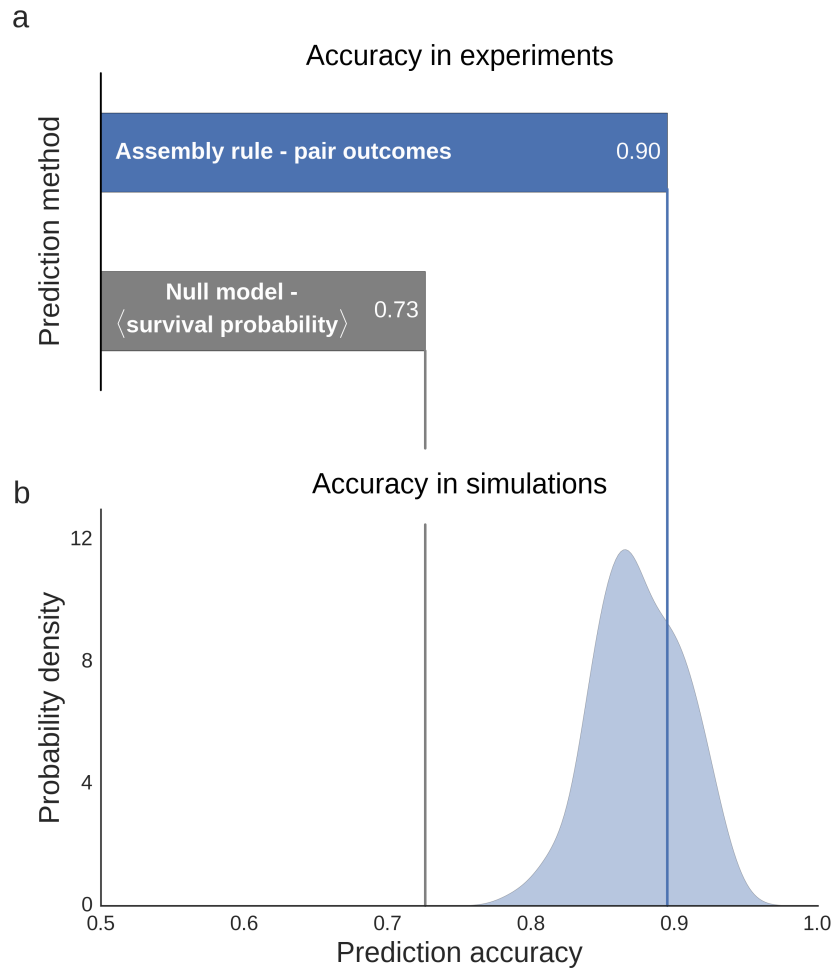 a
Accuracy in experiments
Prediction method
Assembly rule - pair outcomes 0.90
Null model -
〈survival probability〉 0.73
b
Accuracy in simulations
Probability density
12
8
4
0
0.5 0.6 0.7 0.8 0.9 1.0
Prediction accuracy